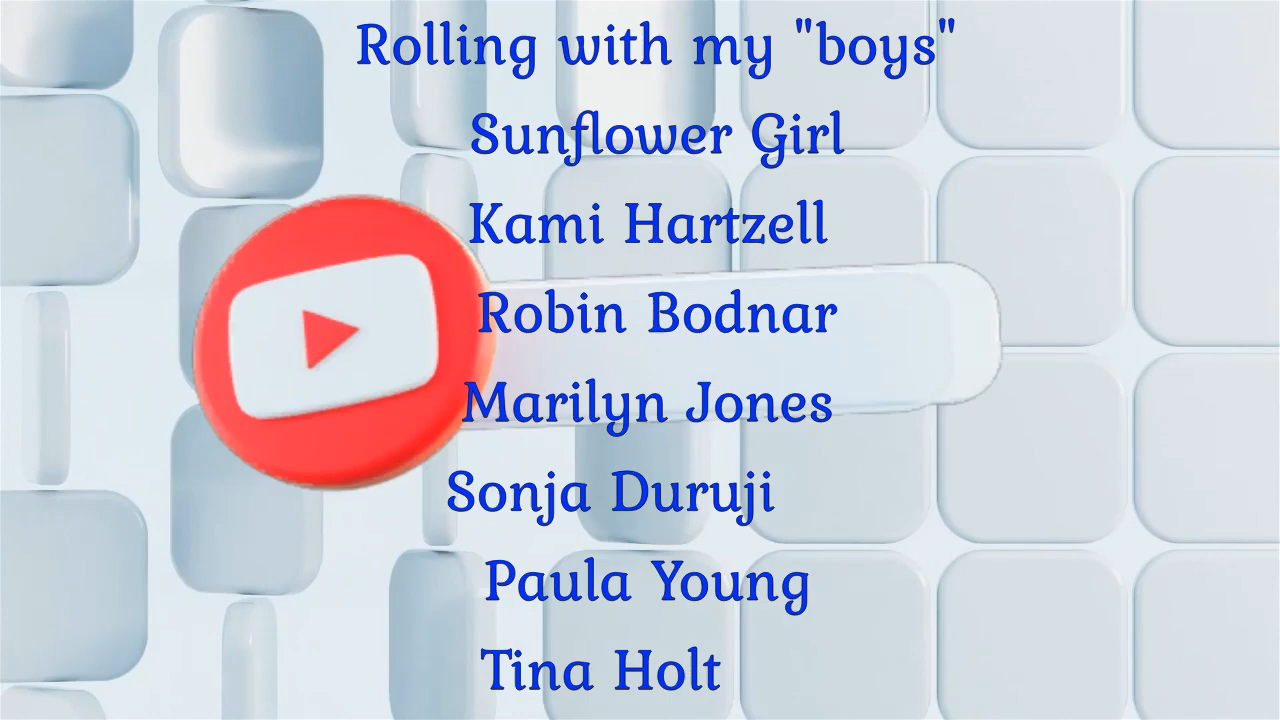 Rolling with my "boys"
Sunflower Girl
Kami Hartzell
Robin Bodnar
Marilyn Jones
Sonja Duruji
Paula Young
Tina Holt